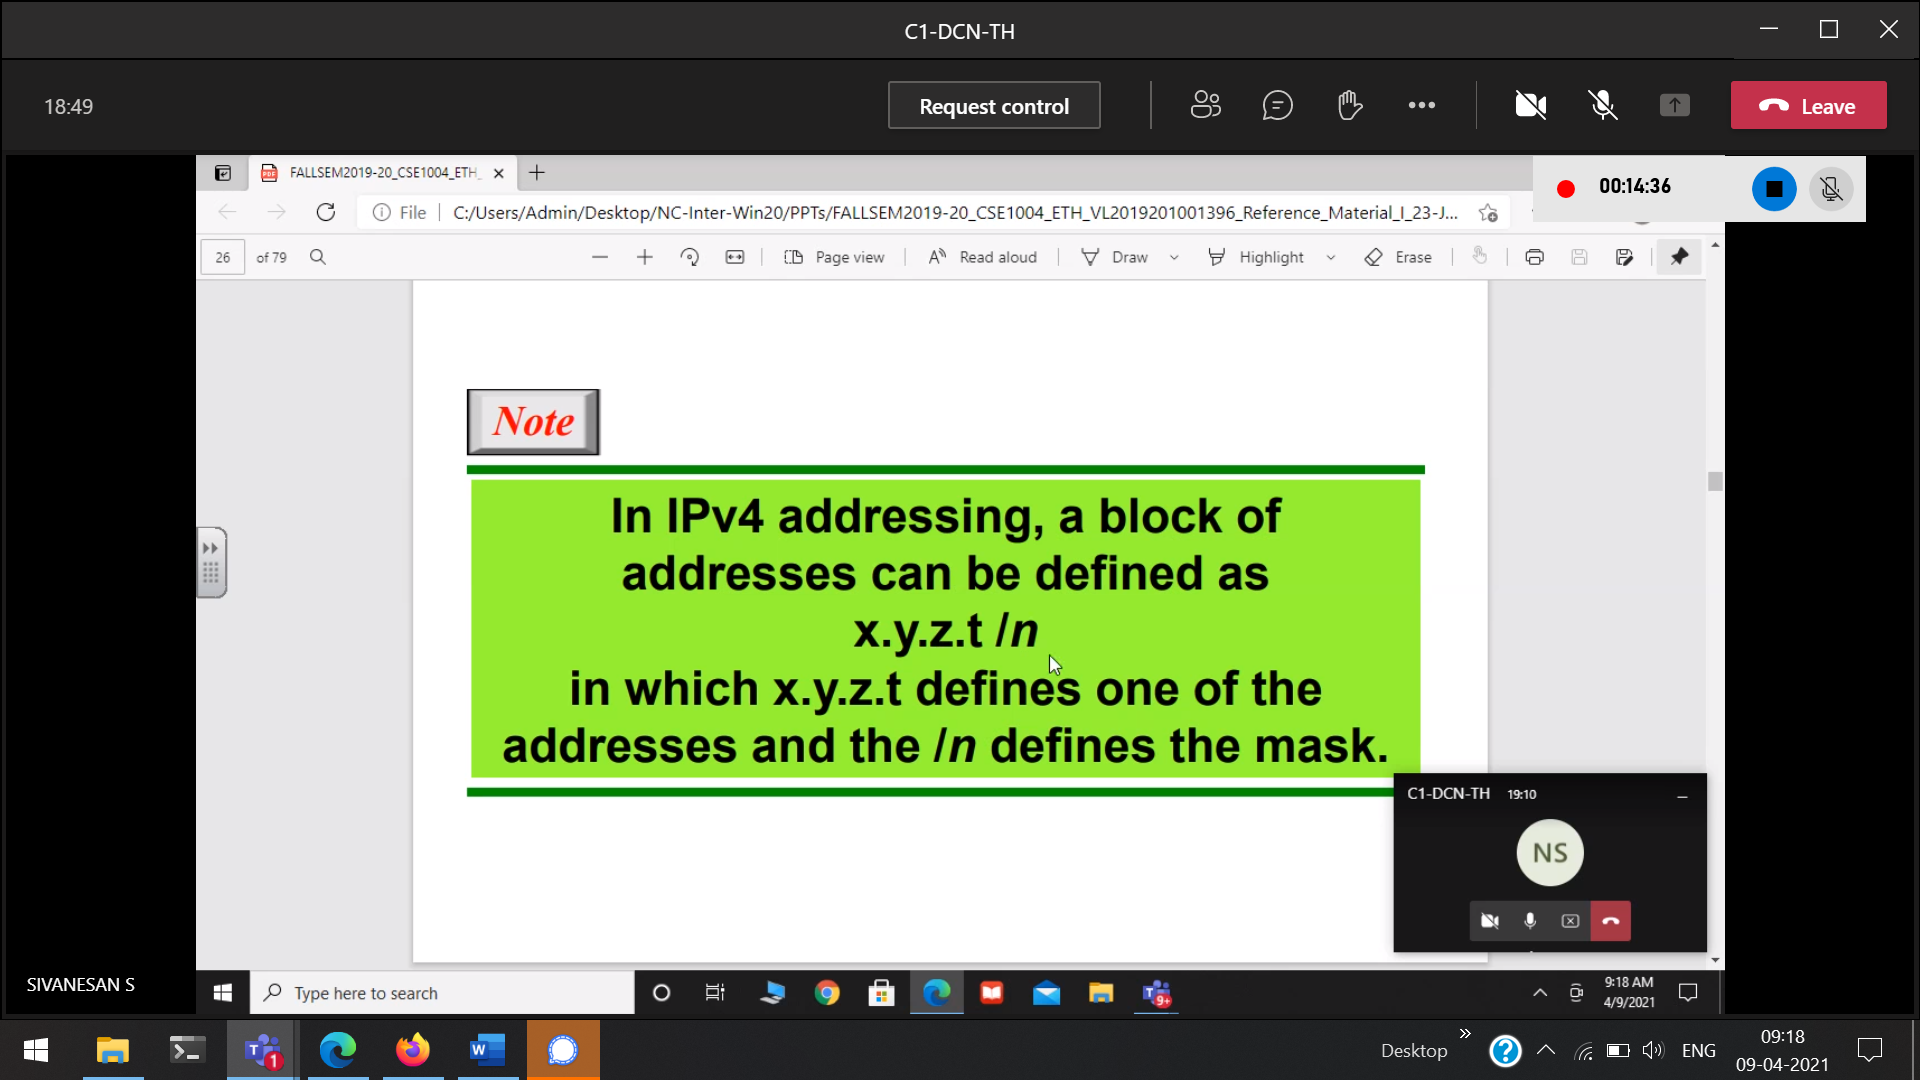 C1-DCN-TH
18:49
Request control
Leave
FALLSEM2019-20_CSE1004_ETH_
00:14:36
File
C:/Users/Admin/Desktop/NC-Inter-Win20/PPTs/FALLSEM2019-20_CSE1004_ETH_VL2019201001396_Reference_Material_I_23-J...
26 of 79
Page view
Read aloud
Draw
Highlight
Erase
Note
In IPv4 addressing, a block of
addresses can be defined as
x.y.z.t /n
in which x.y.z.t defines one of the
addresses and the /n defines the mask.
C1-DCN-TH 19:10
NS
SIVANESAN S
Type here to search
9+
9:18 AM
4/9/2021
1
Desktop
ENG
09:18
09-04-2021